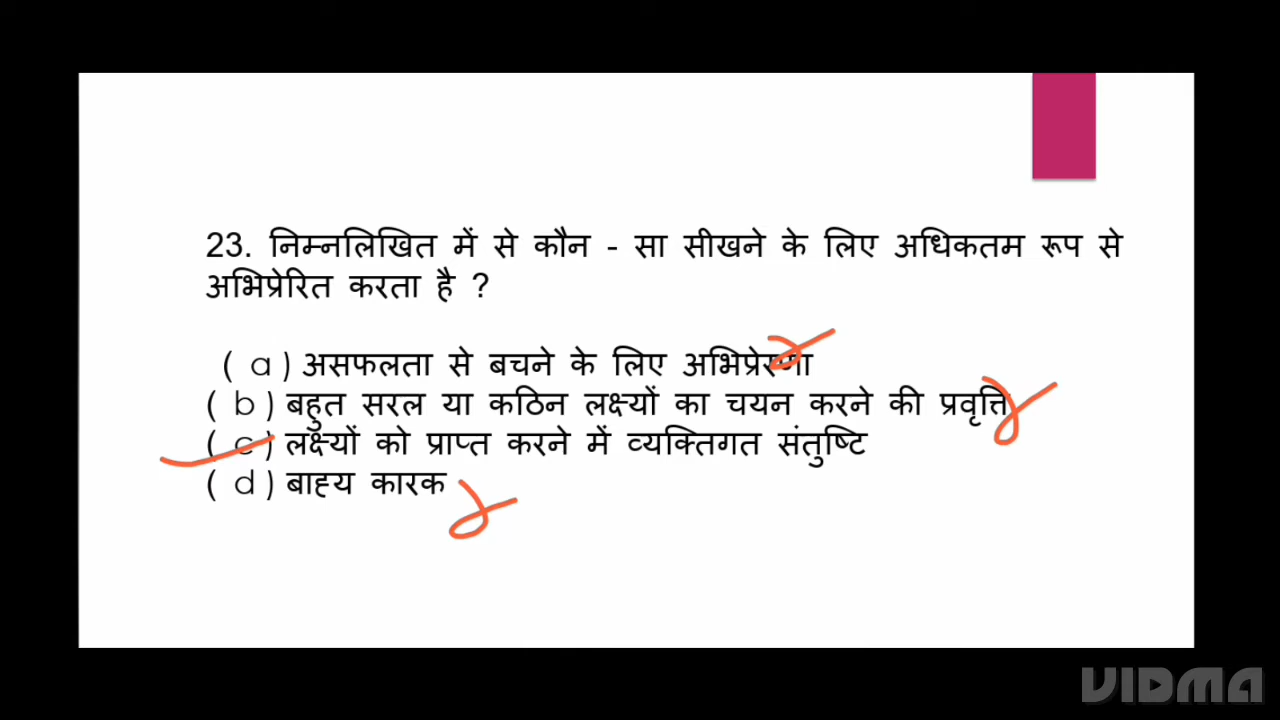 23. निम्नलिखित में से कौन - सा सीखने के लिए अधिकतम रूप से
अभिप्रेरित करता है ?
( a ) असफलता से बचने के लिए अभिप्रेरणा
( b ) बहुत सरल या कठिन लक्ष्यों का चयन करने की प्रवृत्ति
( c ) लक्ष्यों को प्राप्त करने में व्यक्तिगत संतुष्टि
( d ) बाह्य कारक
VIDMA